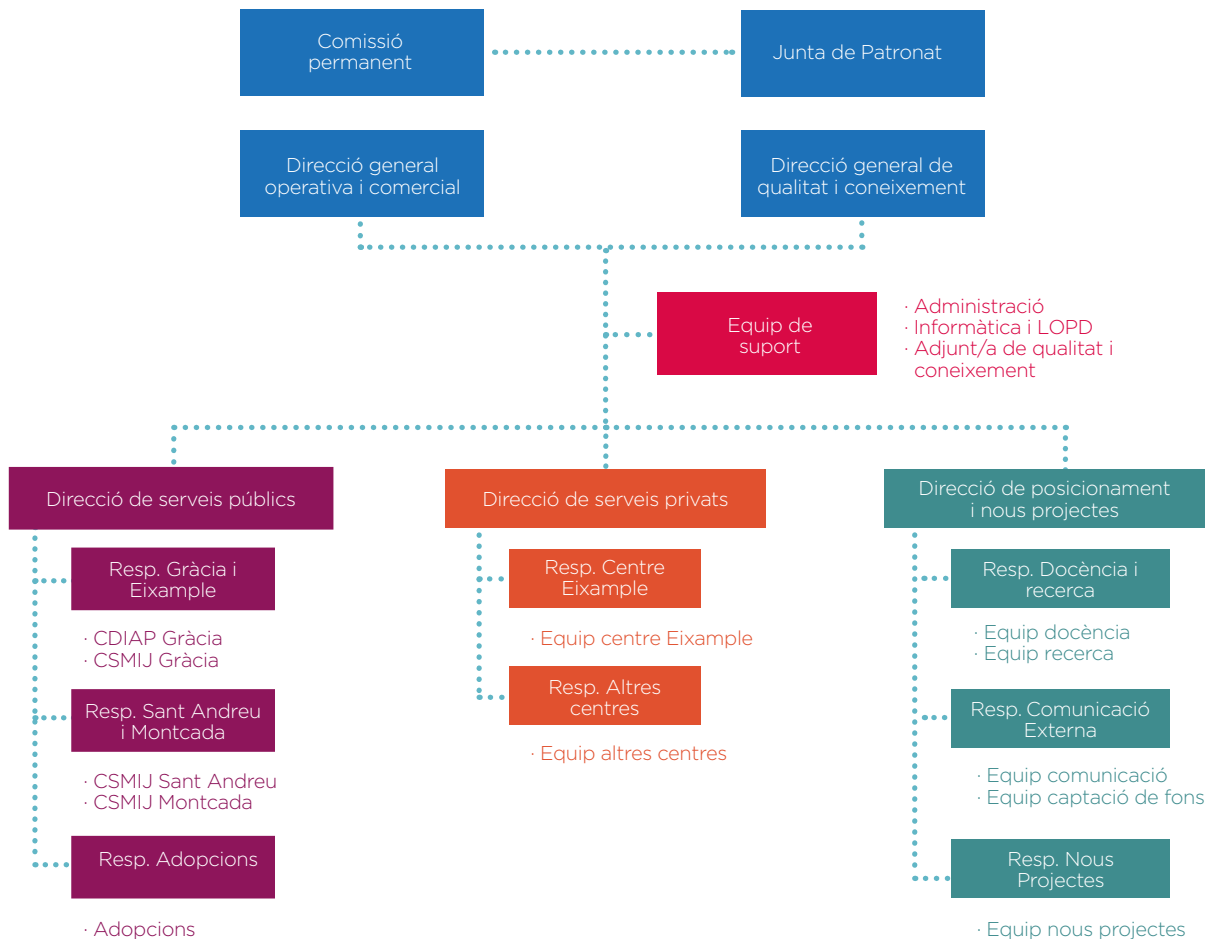 Comissió
permanent
Junta de Patronat
Direcció general
operativa i comercial
Direcció general de
qualitat i coneixement
Equip de
suport
· Administració
· Informàtica i LOPD
· Adjunt/a de qualitat i
coneixement
Direcció de serveis públics
Resp. Gràcia i
Eixample
· CDIAP Gràcia
· CSMIJ Gràcia
Resp. Sant Andreu
i Montcada
· CSMIJ Sant Andreu
· CSMIJ Montcada
Resp. Adopcions
· Adopcions
Direcció de serveis privats
Resp. Centre
Eixample
· Equip centre Eixample
Resp. Altres
centres
· Equip altres centres
Direcció de posicionament
i nous projectes
Resp. Docència i
recerca
· Equip docència
· Equip recerca
Resp. Comunicació
Externa
· Equip comunicació
· Equip captació de fons
Resp. Nous
Projectes
· Equip nous projectes